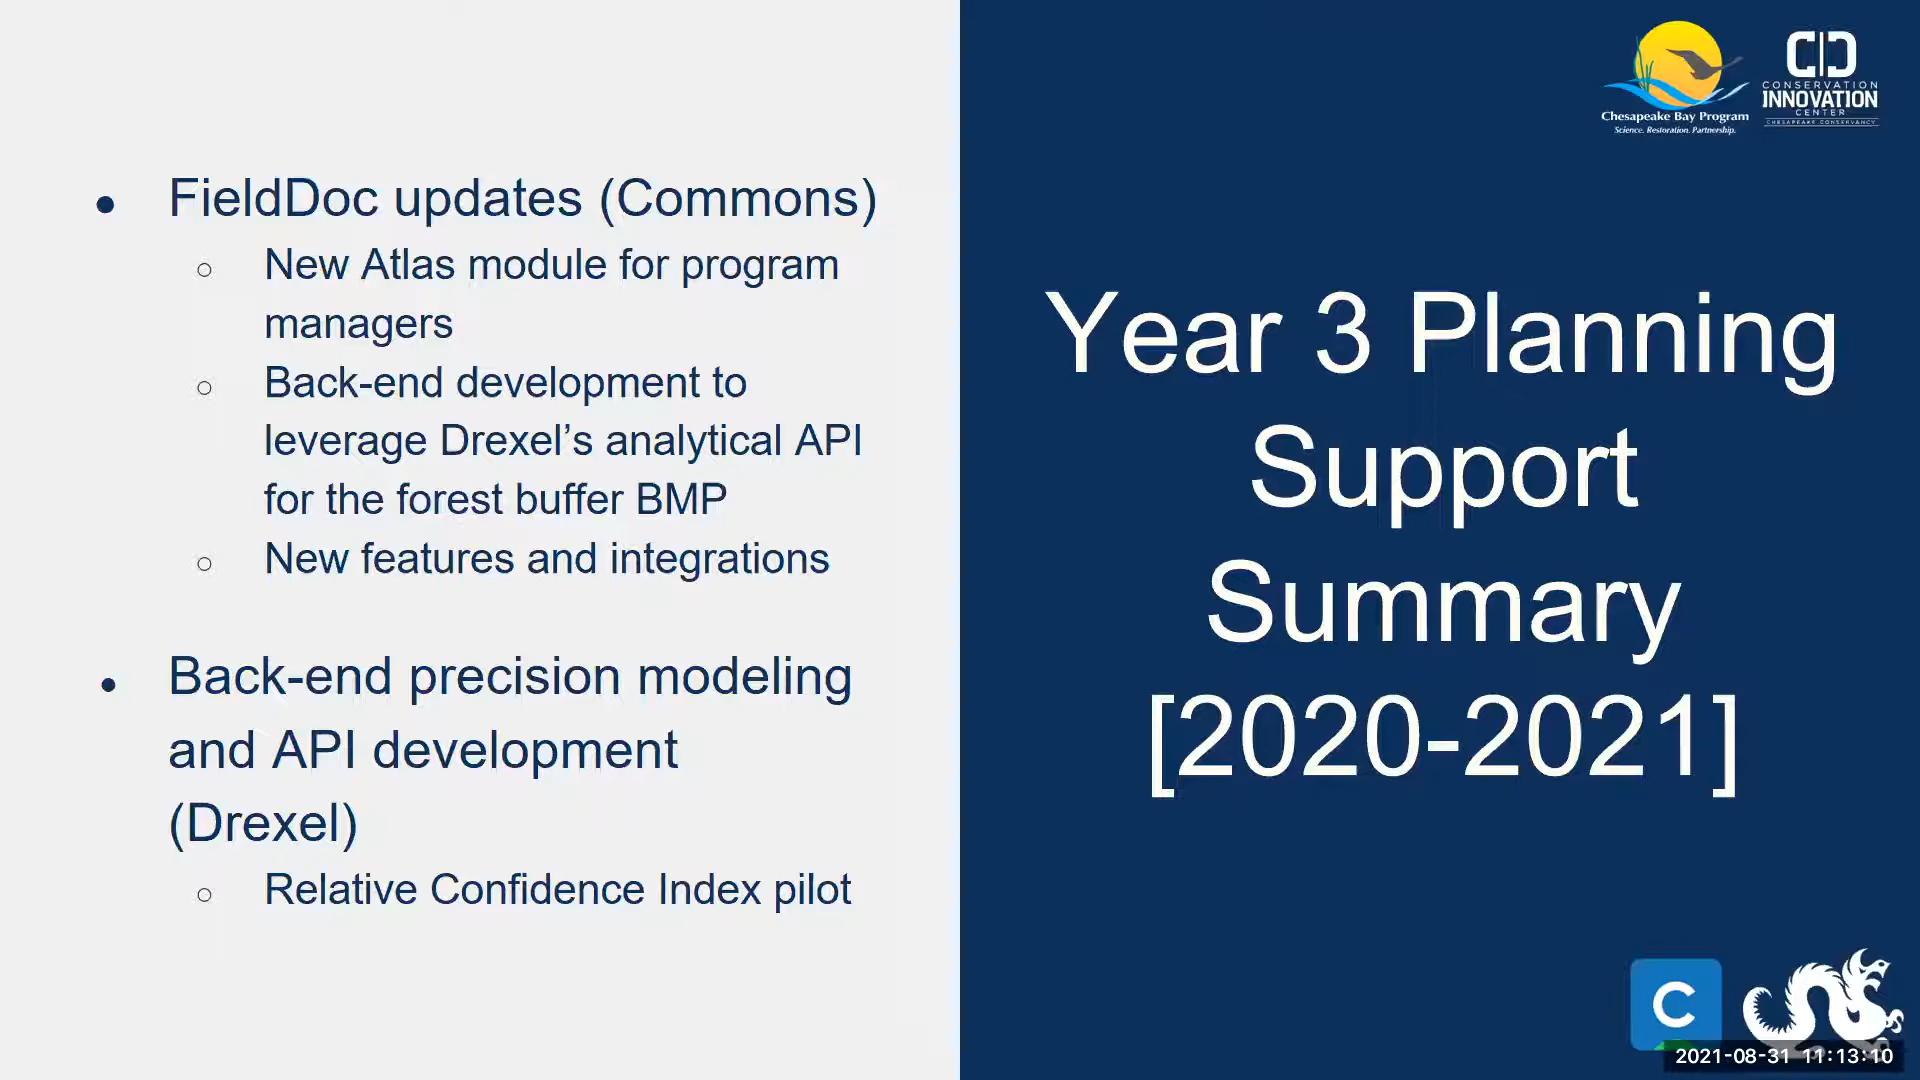 ● FieldDoc updates (Commons)
○ New Atlas module for program
managers
○ Back-end development to
leverage Drexel’s analytical API
for the forest buffer BMP
○ New features and integrations
● Back-end precision modeling
and API development
(Drexel)
○ Relative Confidence Index pilot
Chesapeake Bay Program
Science. Restoration. Partnership.
CONSERVATION
INNOVATION
CENTER
CHESAPEAKE CONSERVANCY
Year 3 Planning
Support
Summary
[2020-2021]
C
2021-08-31 11:13:10